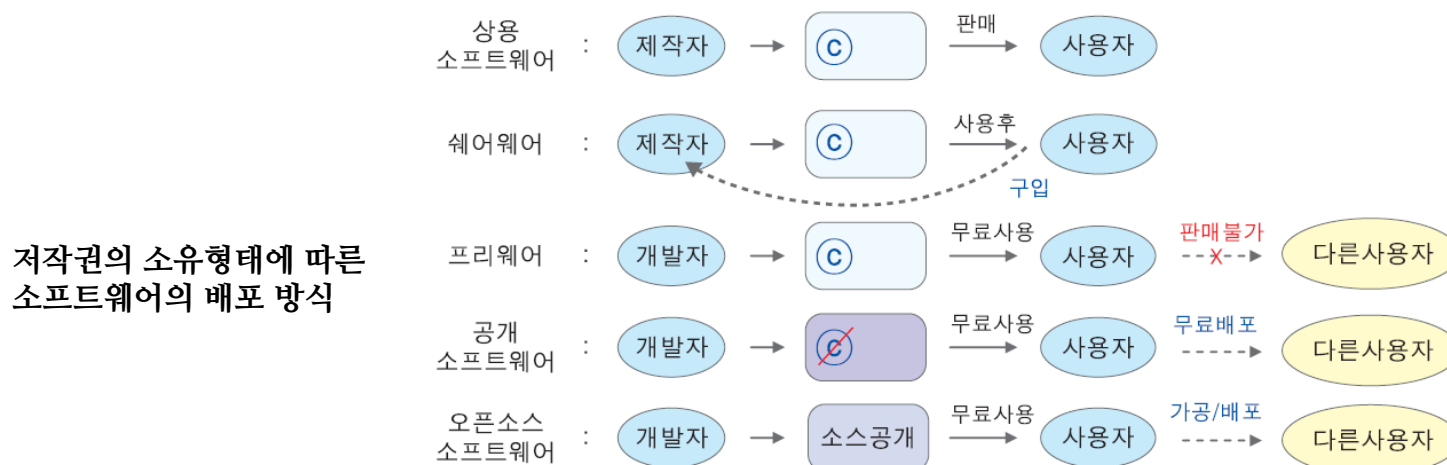 저작권의 소유형태에 따른
소프트웨어의 배포 방식
상용
소프트웨어 : 제작자 ⓒ 판매 사용자
쉐어웨어 : 제작자 ⓒ 사용후 사용자
구입
프리웨어 : 개발자 ⓒ 무료사용 사용자 판매불가 X 다른사용자
공개
소프트웨어 : 개발자 ⓒ 무료사용 사용자 무료배포 다른사용자
오픈소스
소프트웨어 : 개발자 소스공개 무료사용 사용자 가공/배포 다른사용자